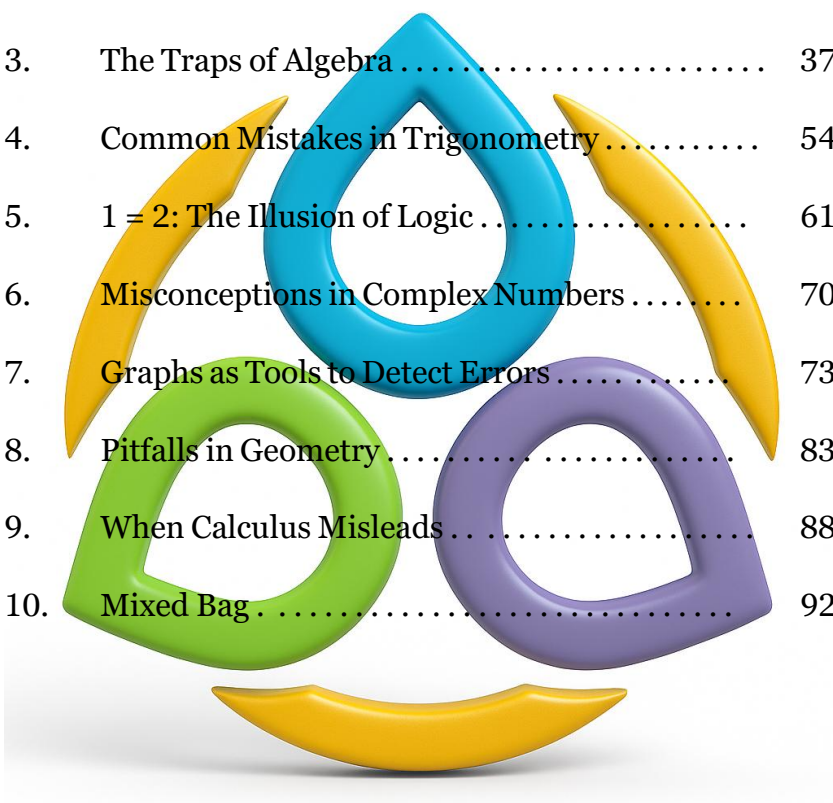 3. The Traps of Algebra . . . . . . . . . . . . . . . . . . . . . . . 37
4. Common Mistakes in Trigonometry . . . . . . . . . . . 54
5. 1 = 2: The Illusion of Logic . . . . . . . . . . . . . . . . . . 61
6. Misconceptions in Complex Numbers . . . . . . . . 70
7. Graphs as Tools to Detect Errors . . . . . . . . . . . . 73
8. Pitfalls in Geometry . . . . . . . . . . . . . . . . . . . . . . . 83
9. When Calculus Misleads . . . . . . . . . . . . . . . . . . . 88
10. Mixed Bag . . . . . . . . . . . . . . . . . . . . . . . . . . . . . . 92